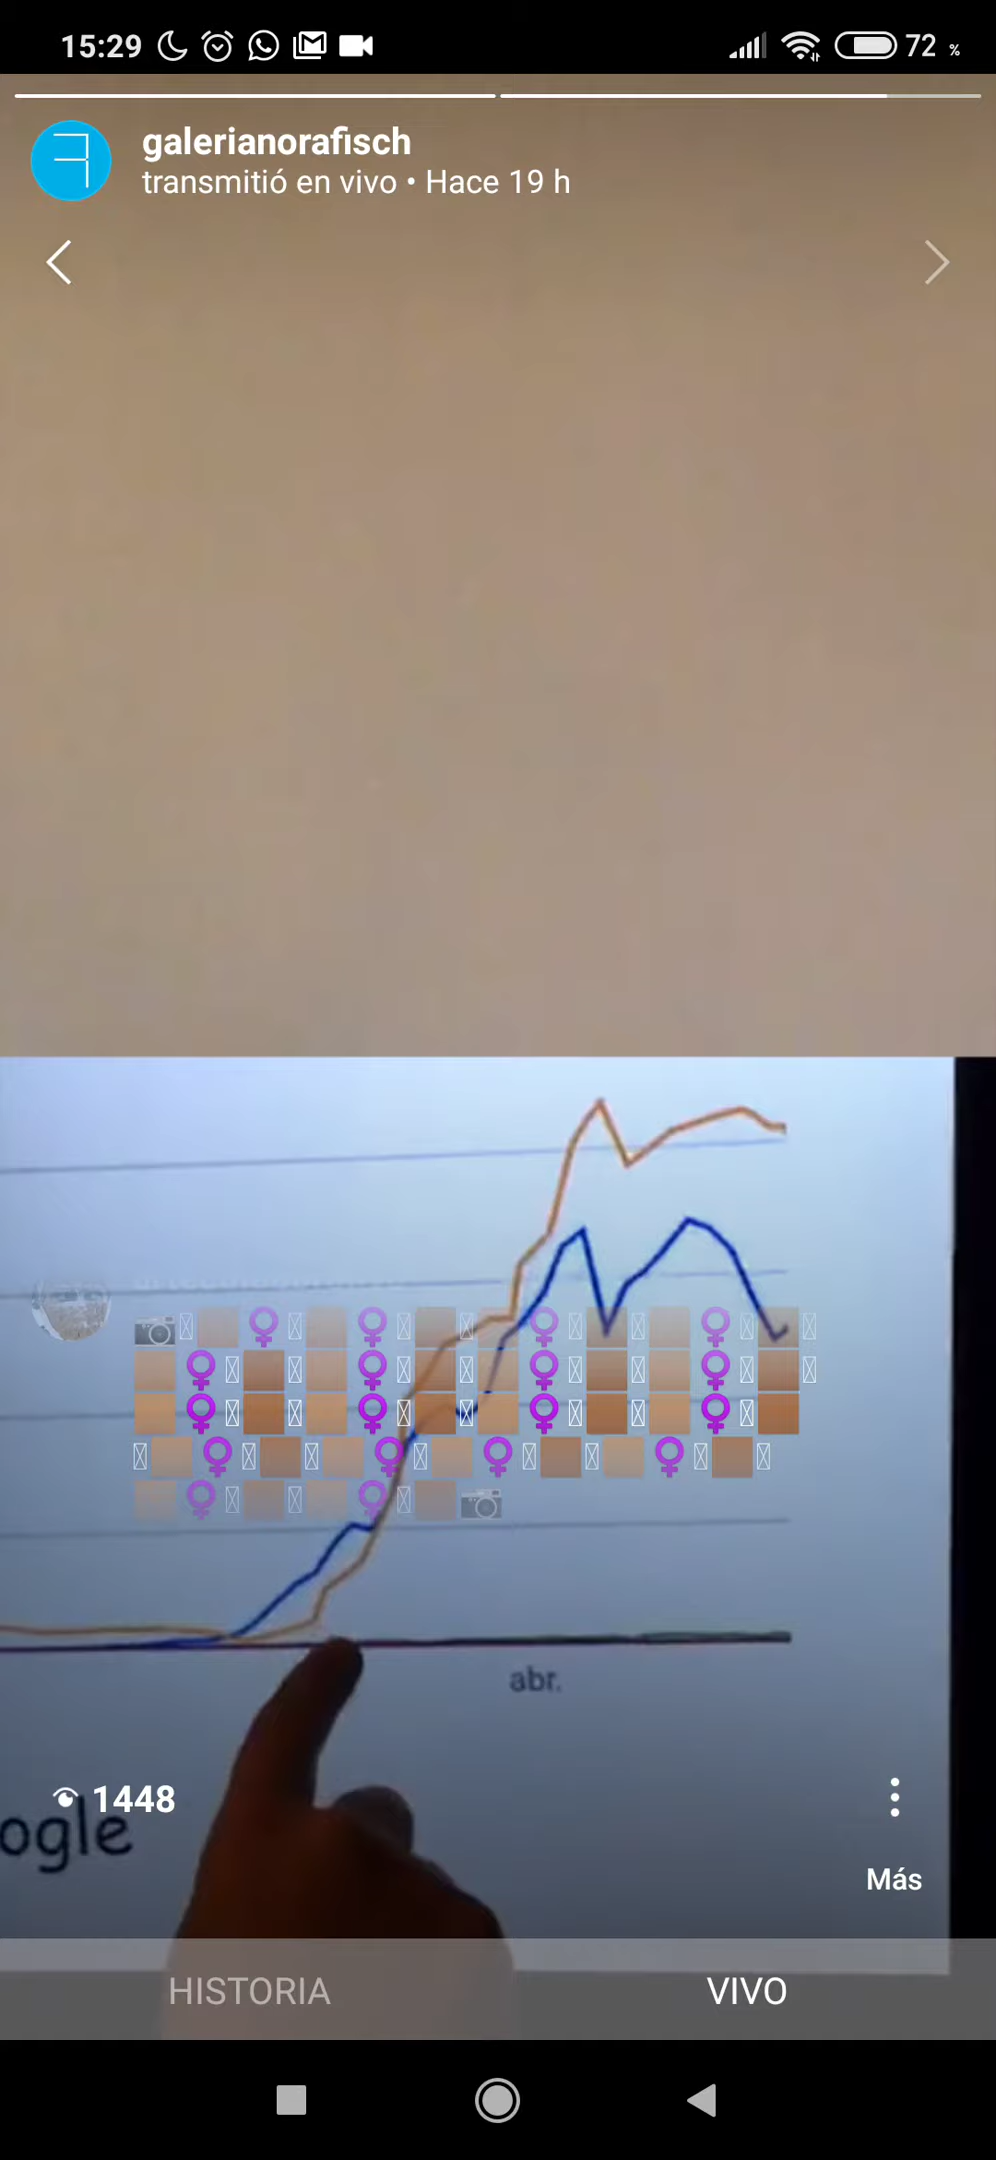 15:29
72 %
galerianorafisch
transmitió en vivo • Hace 19 h
abr.
1448
ogle
Más
HISTORIA
VIVO